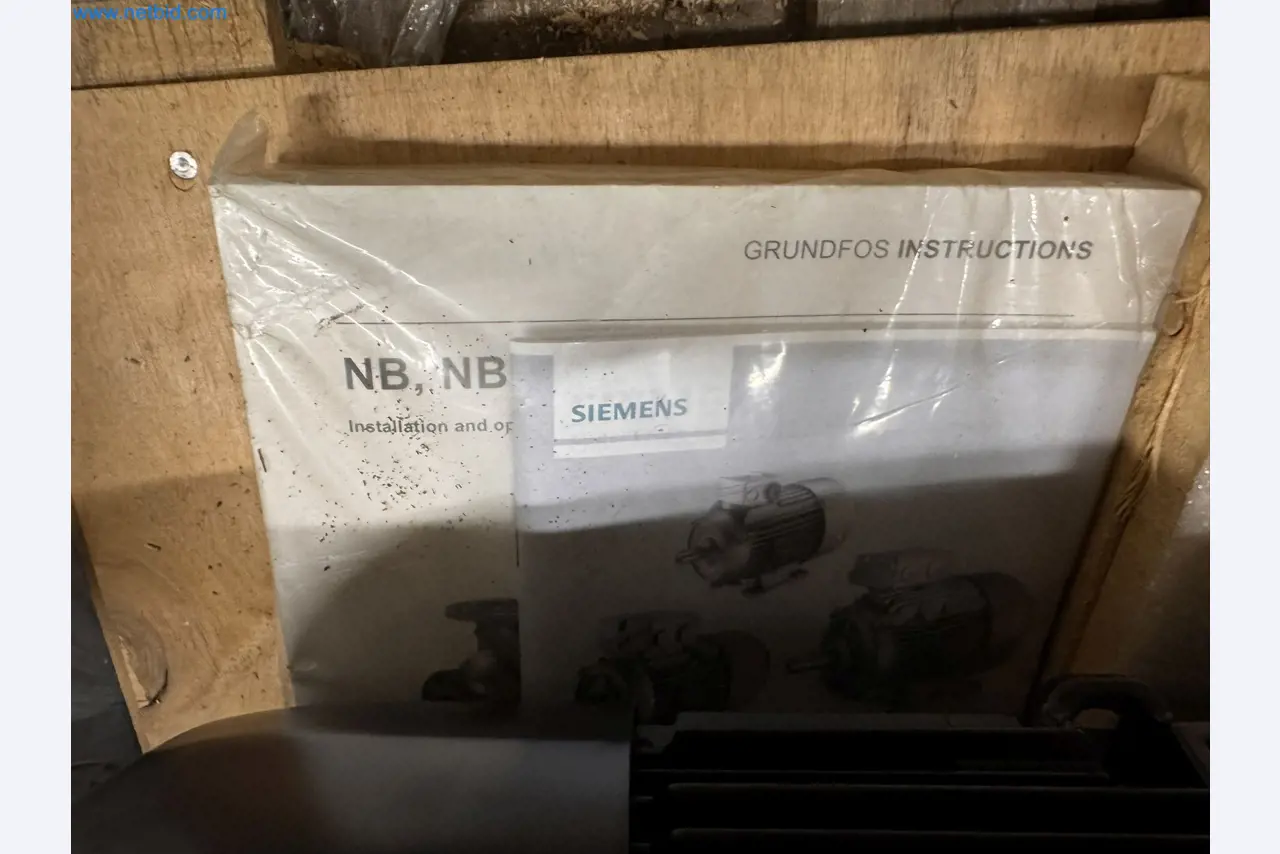 www.netbid.com
GRUNDFOS INSTRUCTIONS
NB, NB
SIEMENS
Installation and op